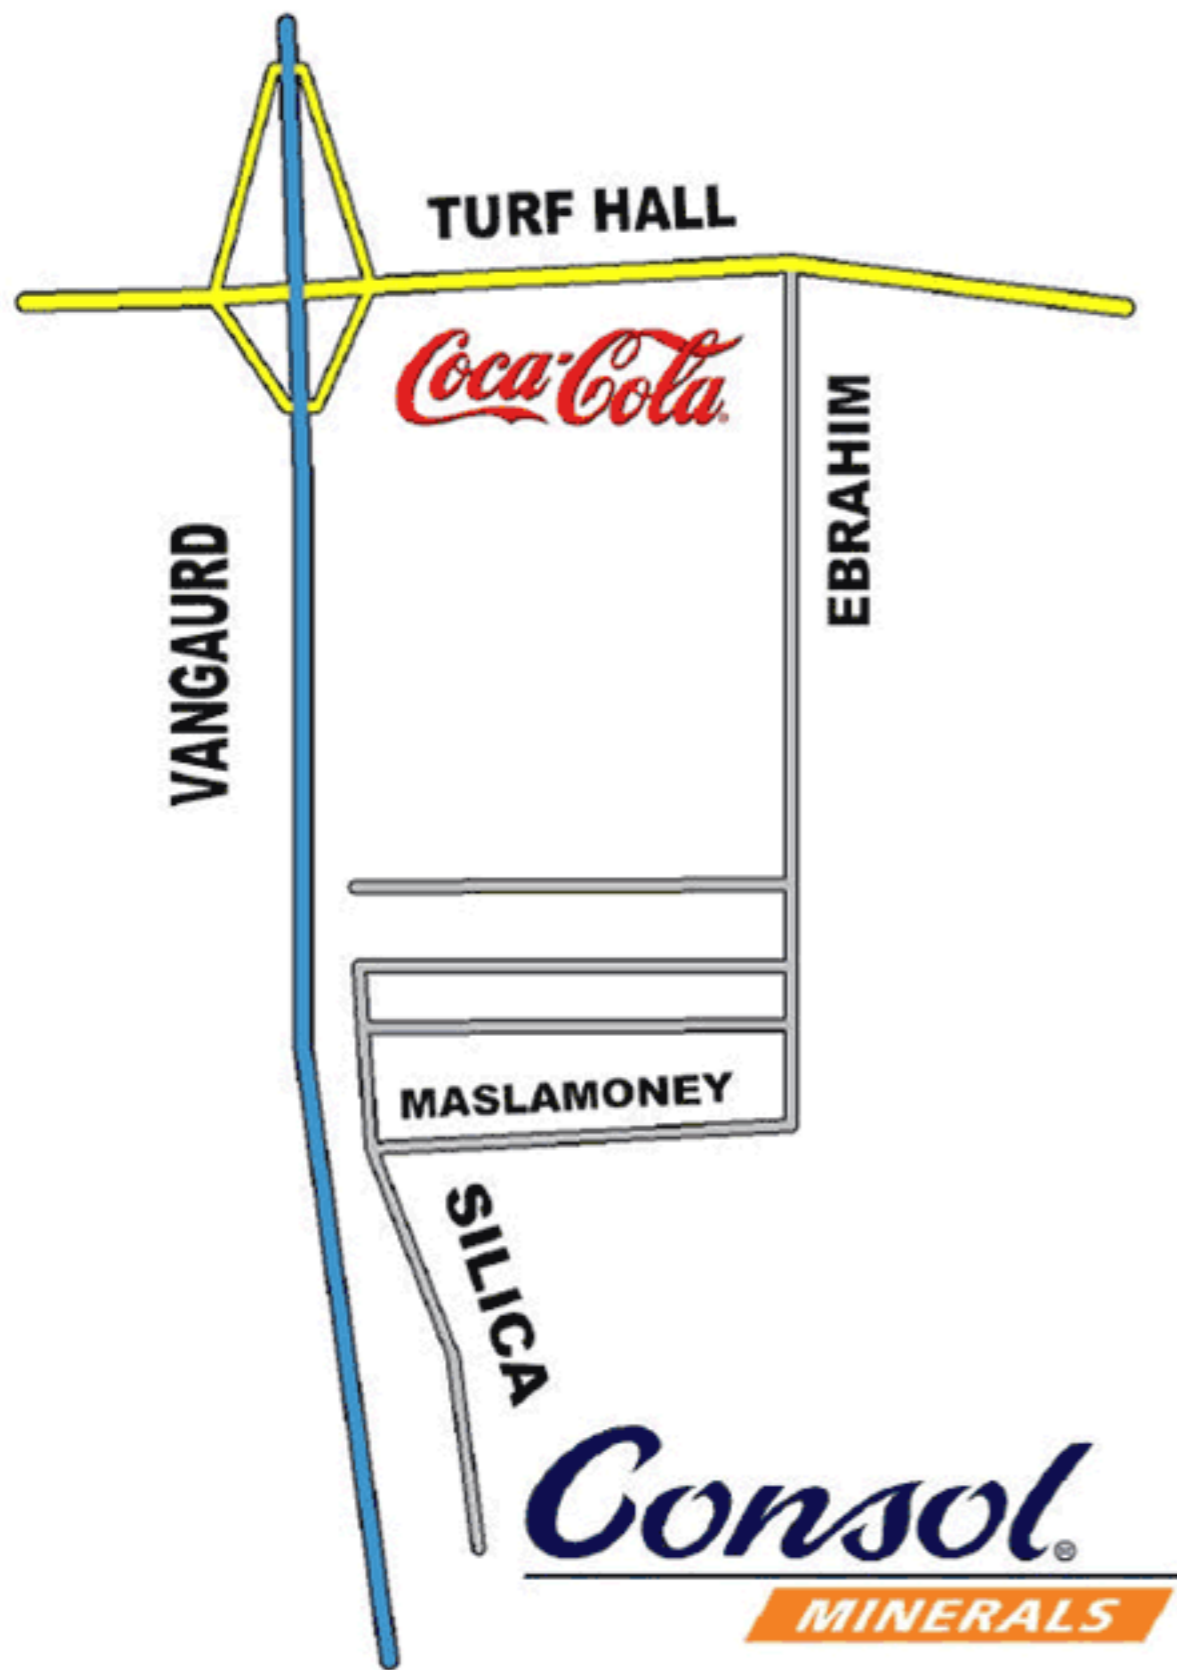 TURF HALL
Coca-Cola
EBRAHIM
VANGAURD
MASLAMONEY
SILICA
Consol®
MINERALS